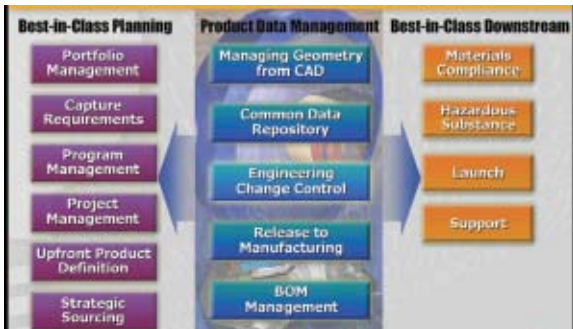 Best-in-Class Planning
Portfolio
Management
Capture
Requirements
Program
Management
Project
Management
Upfront Product
Definition
Strategic
Sourcing
Product Data Management
Managing Geometry
from CAD
Common Data
Repository
Engineering
Change Control
Release to
Manufacturing
BOM
Management
Best-in-Class Downstream
Materials
Compliance
Hazardous
Substance
Launch
Support